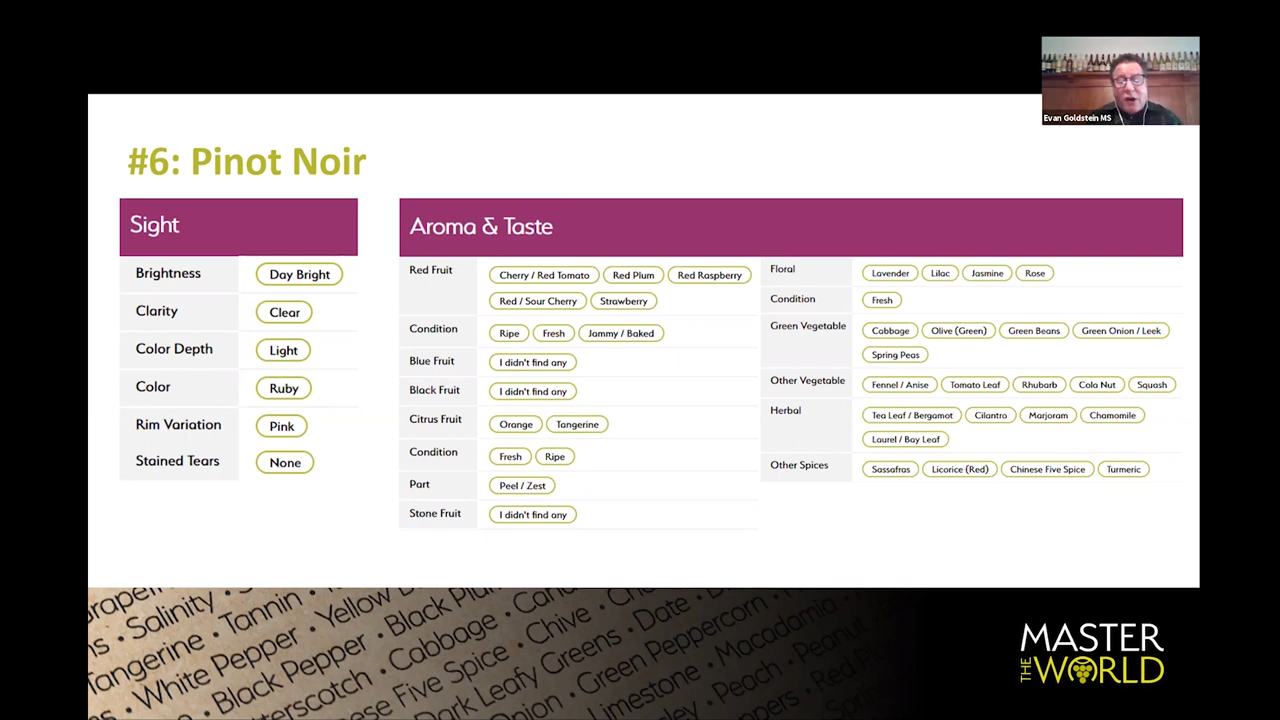 Evan Goldstein MS
#6: Pinot Noir
Sight
Brightness Day Bright
Clarity Clear
Color Depth Light
Color Ruby
Rim Variation Pink
Stained Tears None
Aroma & Taste
Red Fruit Cherry / Red Tomato Red Plum Red Raspberry
Red / Sour Cherry Strawberry
Condition Ripe Fresh Jammy / Baked
Blue Fruit I didn't find any
Black Fruit I didn't find any
Citrus Fruit Orange Tangerine
Condition Fresh Ripe
Part Peel / Zest
Stone Fruit I didn't find any
Floral Lavender Lilac Jasmine Rose
Condition Fresh
Green Vegetable Cabbage Olive (Green) Green Beans Green Onion / Leek
Spring Peas
Other Vegetable Fennel / Anise Tomato Leaf Rhubarb Cola Nut Squash
Herbal Tea Leaf / Bergamot Cilantro Marjoram Chamomile
Laurel / Bay Leaf
Other Spices Sassafras Licorice (Red) Chinese Five Spice Turmeric
• Salinity •
Tangerine • Tannin •
• White Pepper • Yellow
• Black Pepper • Black Plum
• Cabbage •
Five Spice • Chive •
Dark Leafy Greens • Date •
Onion • Green Peppercorn •
Limestone • Macadamia •
• Peach • Peanut
MASTER
THE WORLD